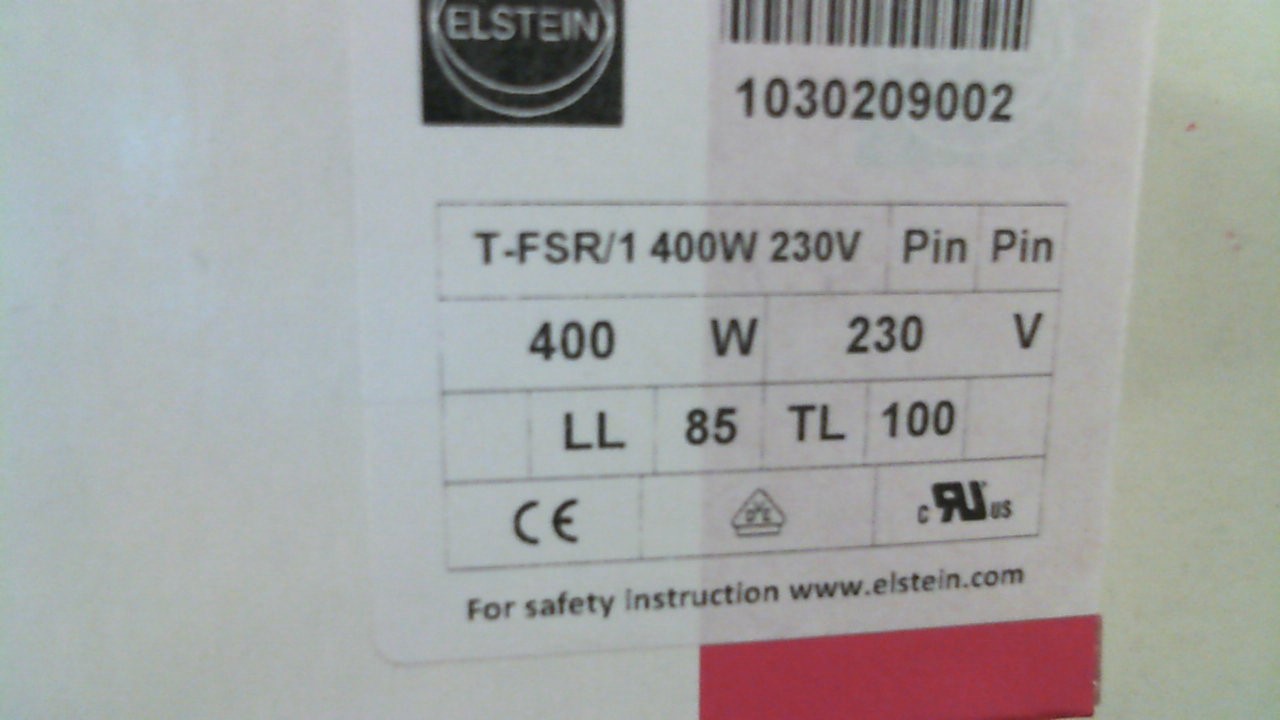 ELSTEIN
1030209002
T-FSR/1 400W 230V Pin Pin
400 W 230 V
LL 85 TL 100
CE c RU US
For safety instruction www.elstein.com